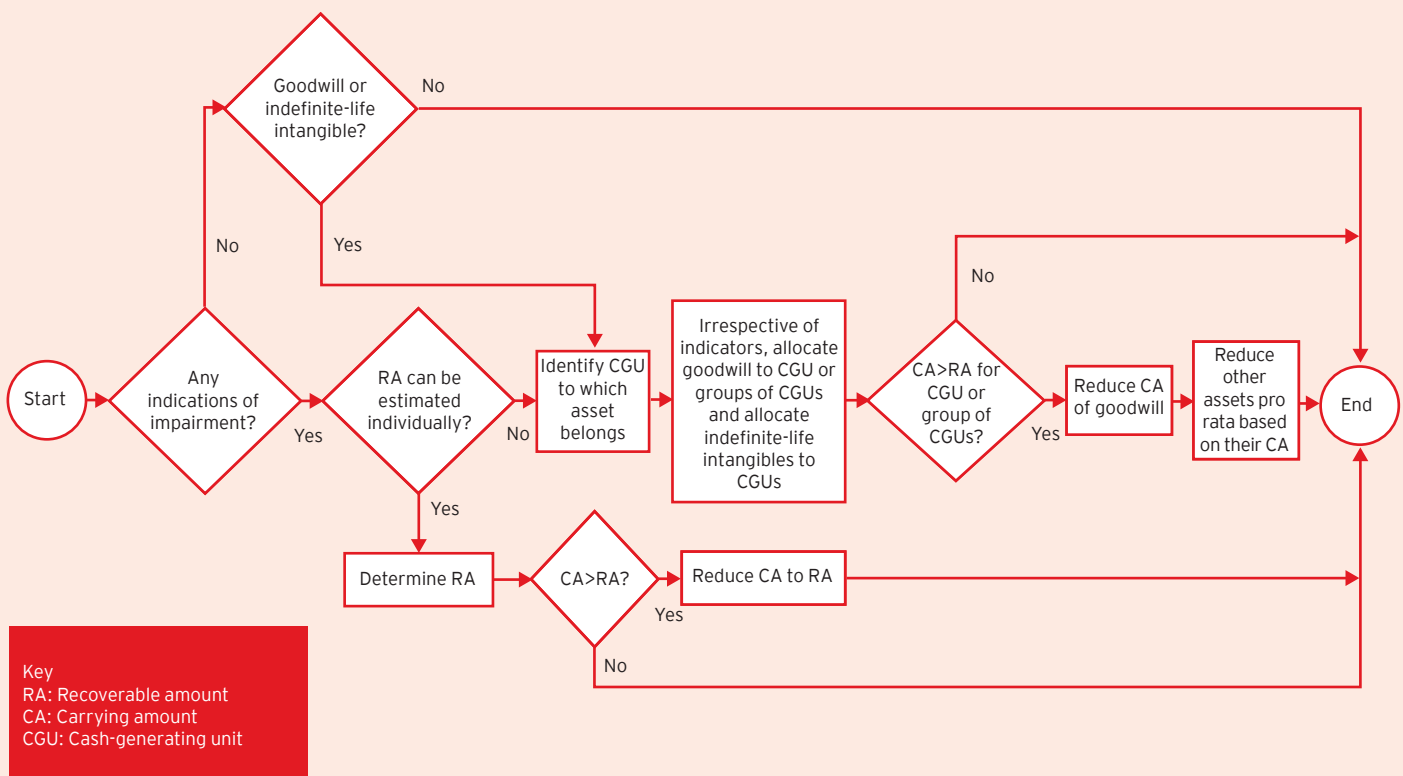 Goodwill or
indefinite-life
intangible?
No
No
Yes
Start
Any
indications of
impairment?
Yes
RA can be
estimated
individually?
No
Yes
Identify CGU
to which
asset
belongs
Irrespective of
indicators, allocate
goodwill to CGU or
groups of CGUs
and allocate
indefinite-life
intangibles to
CGUs
No
CA>RA for
CGU or
group of
CGUs?
Yes
Reduce CA
of goodwill
Reduce
other
assets pro
rata based
on their CA
End
Determine RA
CA>RA?
Yes
No
Reduce CA to RA
Key
RA: Recoverable amount
CA: Carrying amount
CGU: Cash-generating unit